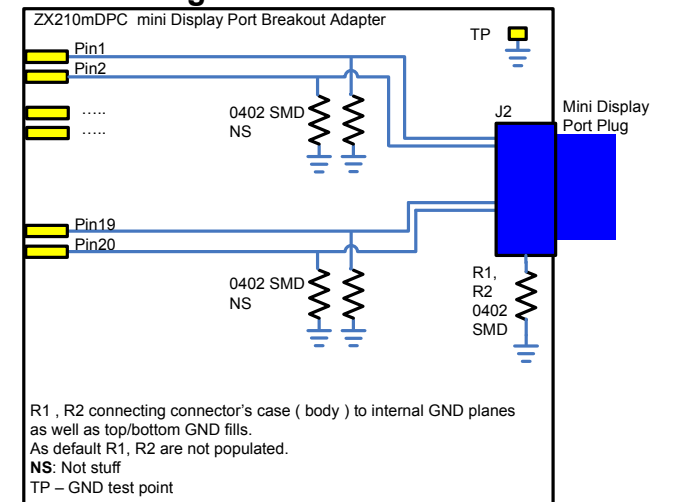 ZX210mDPC mini Display Port Breakout Adapter
TP
Pin1
Pin2
.....
.....
0402 SMD
NS
J2
Mini Display
Port Plug
Pin19
Pin20
0402 SMD
NS
R1,
R2
0402
SMD
R1 , R2 connecting connector's case ( body ) to internal GND planes
as well as top/bottom GND fills.
As default R1, R2 are not populated.
NS: Not stuff
TP – GND test point